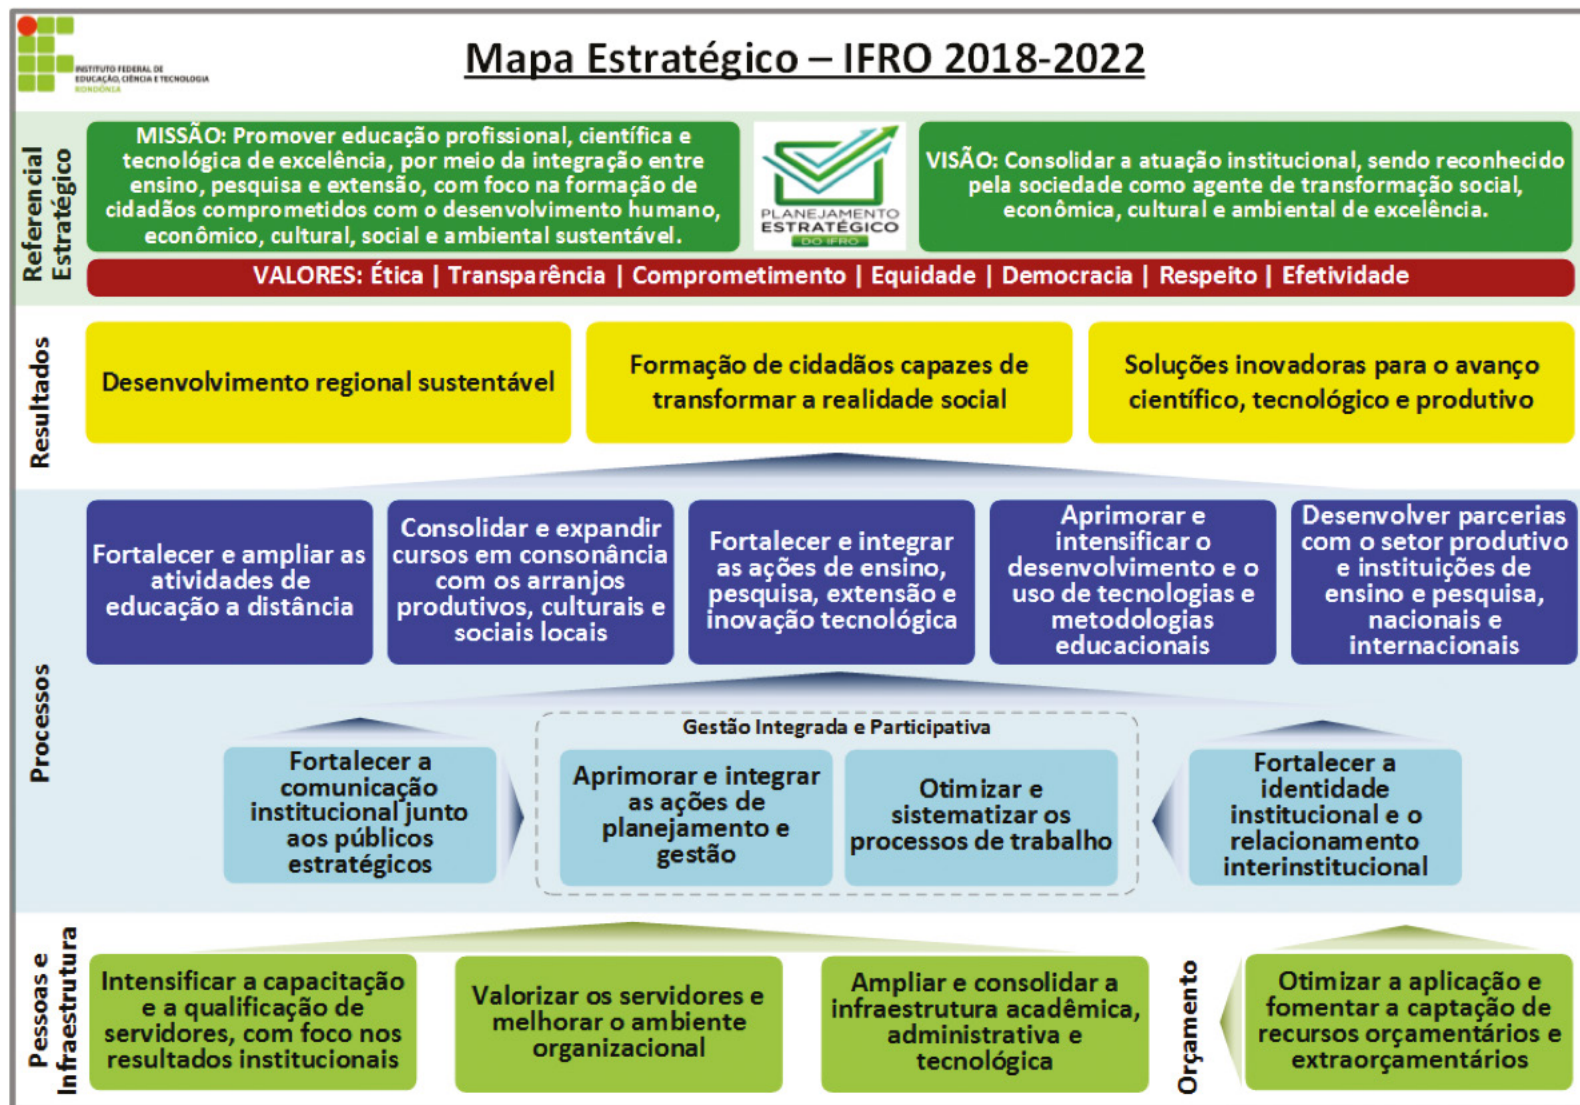 INSTITUTO FEDERAL DE
EDUCAÇÃO, CIÊNCIA E TECNOLOGIA
RONDÔNIA
Mapa Estratégico – IFRO 2018-2022
Referencial
Estratégico
MISSÃO: Promover educação profissional, científica e
tecnológica de excelência, por meio da integração entre
ensino, pesquisa e extensão, com foco na formação de
cidadãos comprometidos com o desenvolvimento humano,
econômico, cultural, social e ambiental sustentável.
PLANEJAMENTO
ESTRATÉGICO
DO IFRO
VISÃO: Consolidar a atuação institucional, sendo reconhecido
pela sociedade como agente de transformação social,
econômica, cultural e ambiental de excelência.
VALORES: Ética | Transparência | Comprometimento | Equidade | Democracia | Respeito | Efetividade
Resultados
Desenvolvimento regional sustentável
Formação de cidadãos capazes de
transformar a realidade social
Soluções inovadoras para o avanço
científico, tecnológico e produtivo
Processos
Fortalecer e ampliar as
atividades de
educação a distância
Consolidar e expandir
cursos em consonância
com os arranjos
produtivos, culturais e
sociais locais
Fortalecer e integrar
as ações de ensino,
pesquisa, extensão e
inovação tecnológica
Aprimorar e
intensificar o
desenvolvimento e o
uso de tecnologias e
metodologias
educacionais
Desenvolver parcerias
com o setor produtivo
e instituições de
ensino e pesquisa,
nacionais e
internacionais
Fortalecer a
comunicação
institucional junto
aos públicos
estratégicos
Gestão Integrada e Participativa
Aprimorar e integrar
as ações de
planejamento e
gestão
Otimizar e
sistematizar os
processos de trabalho
Fortalecer a
identidade
institucional e o
relacionamento
interinstitucional
Pessoas e
Infraestrutura
Intensificar a capacitação
e a qualificação de
servidores, com foco nos
resultados institucionais
Valorizar os servidores e
melhorar o ambiente
organizacional
Ampliar e consolidar a
infraestrutura acadêmica,
administrativa e
tecnológica
Orçamento
Otimizar a aplicação e
fomentar a captação de
recursos orçamentários e
extraorçamentários